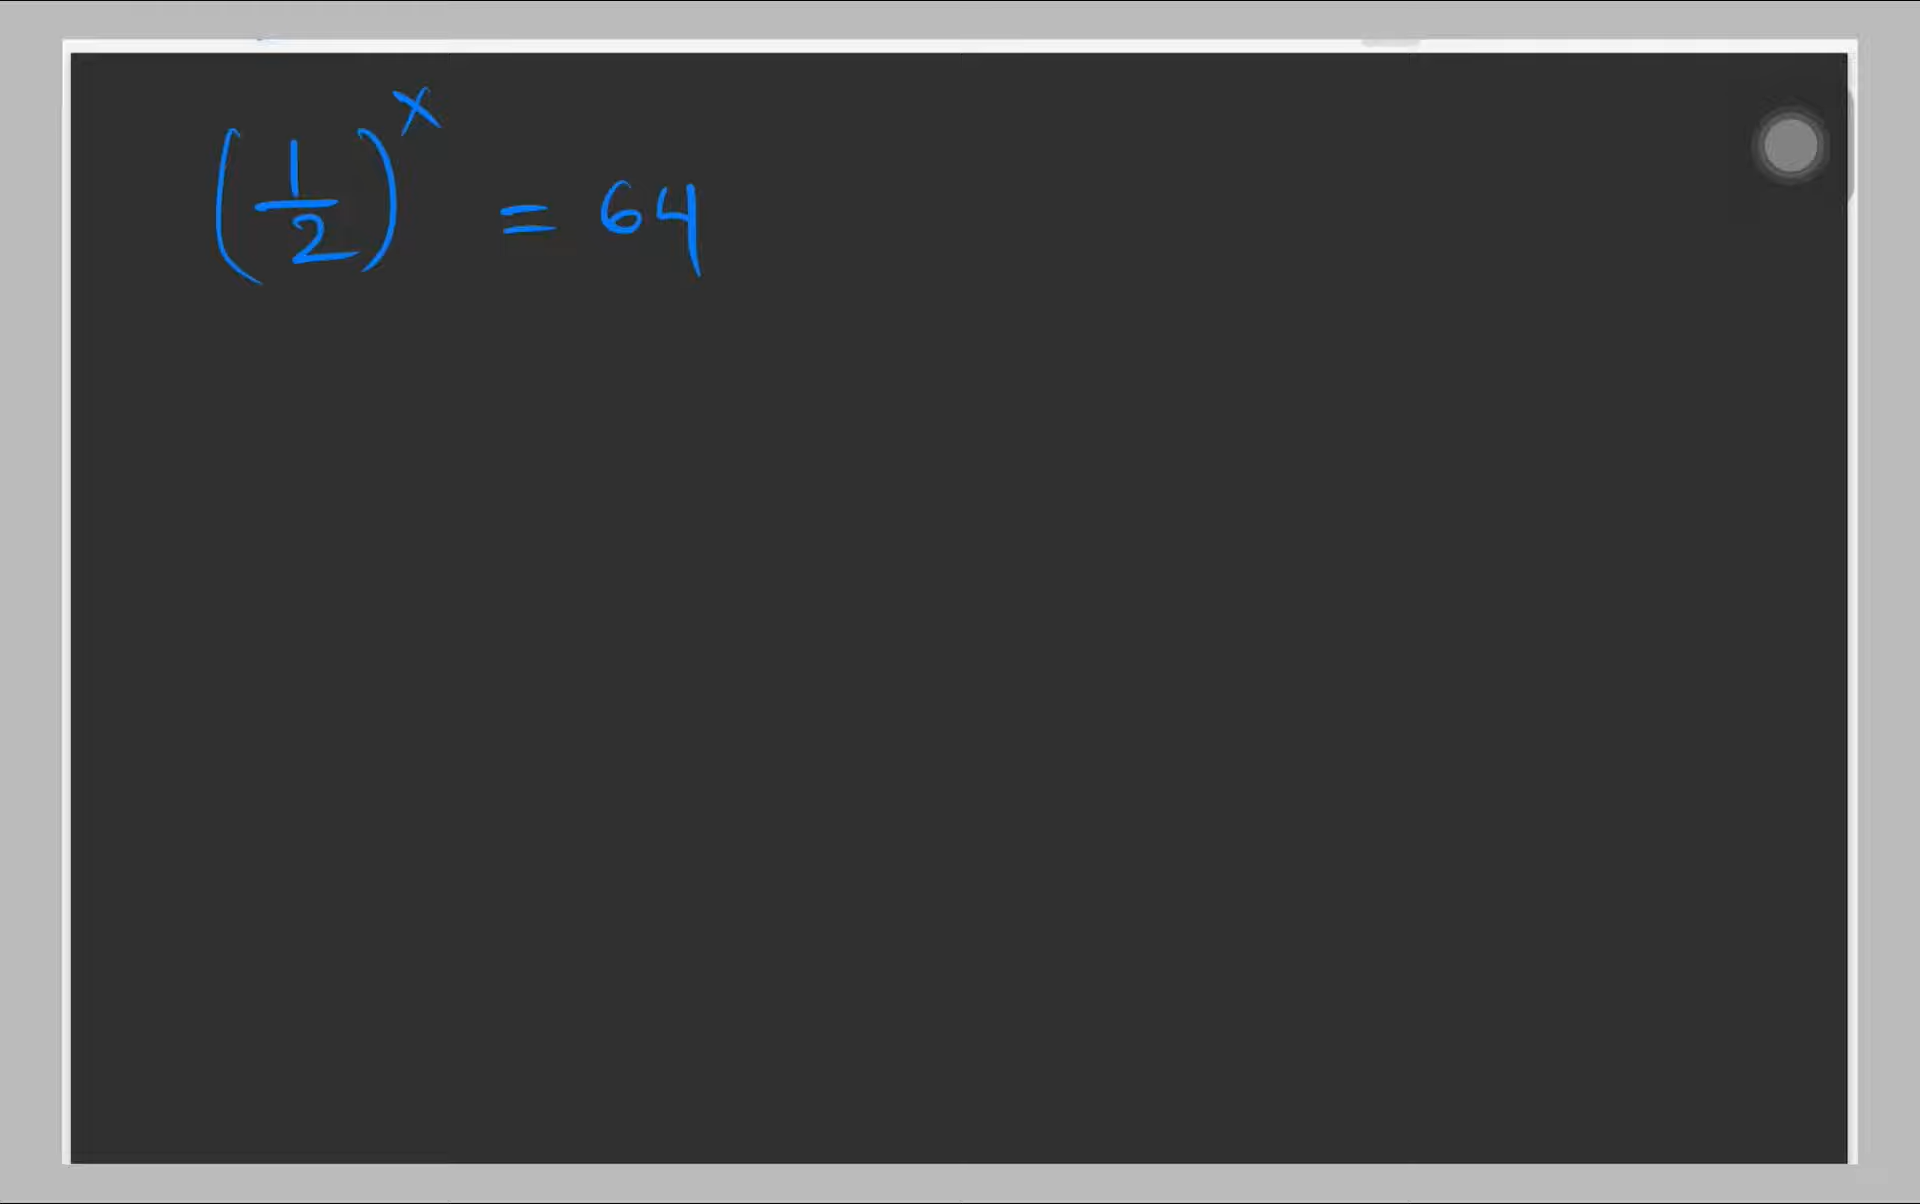 (1/2)^x = 64